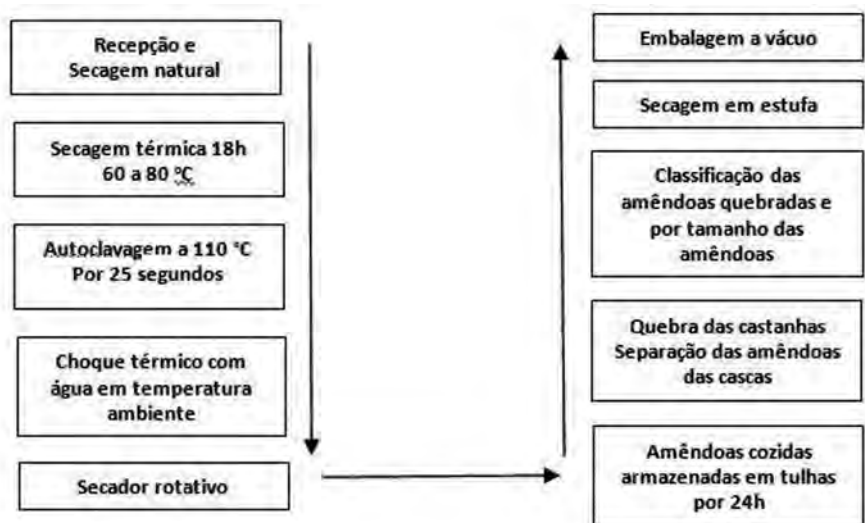 Recepção e
Secagem natural
Secagem térmica 18h
60 a 80 °C
Autoclavagem a 110 °C
Por 25 segundos
Choque térmico com
água em temperatura
ambiente
Secador rotativo
Amêndoas cozidas
armazenadas em tulhas
por 24h
Quebra das castanhas
Separação das amêndoas
das cascas
Classificação das
amêndoas quebradas e
por tamanho das
amêndoas
Secagem em estufa
Embalagem a vácuo